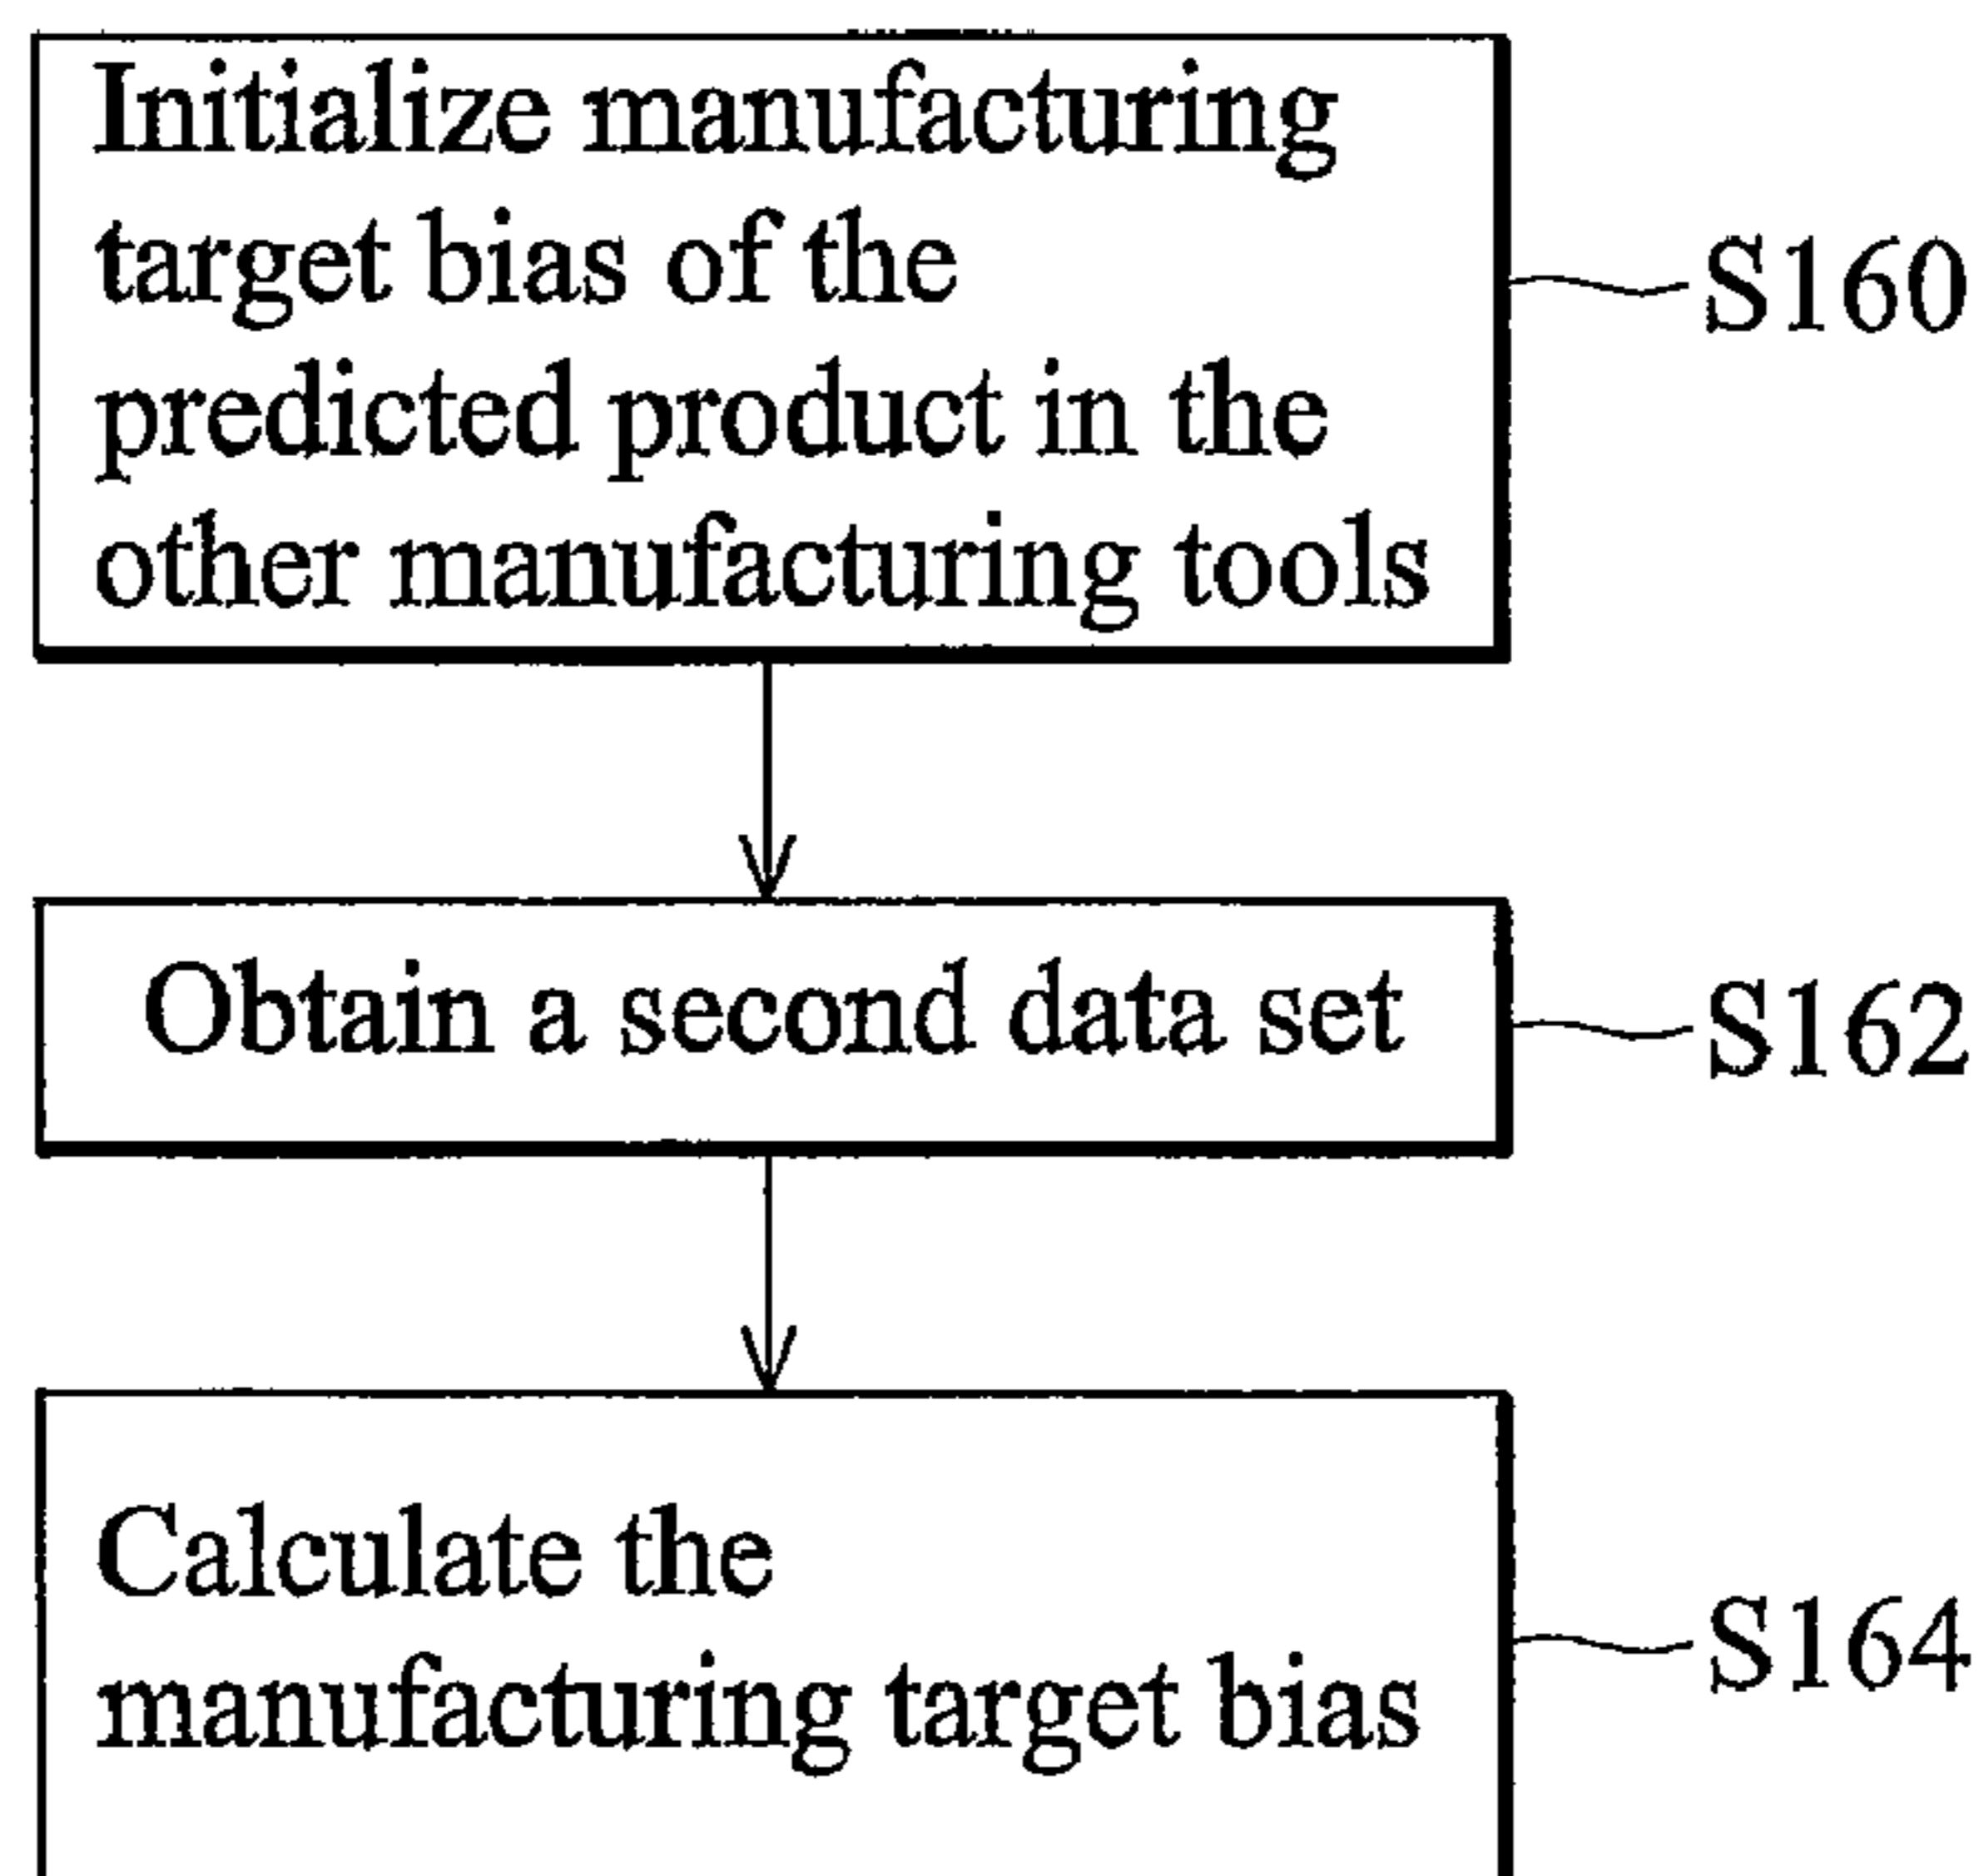 Initialize manufacturing
target bias of the
predicted product in the
other manufacturing tools
S160
Obtain a second data set
S162
Calculate the
manufacturing target bias
S164